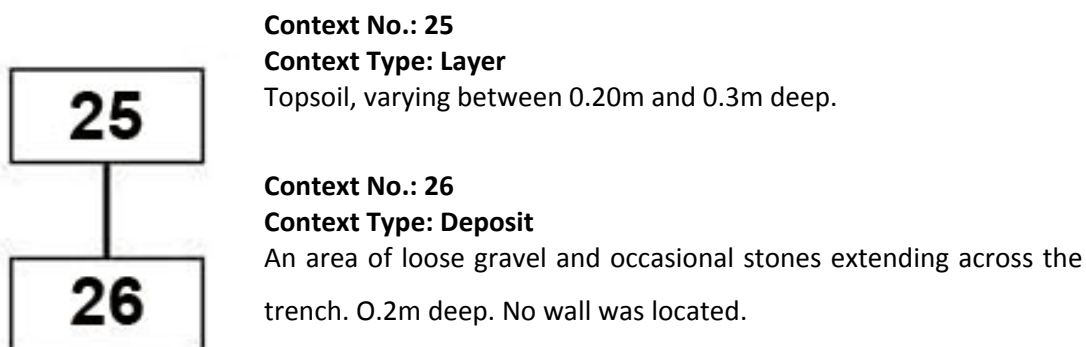 Context No.: 25
Context Type: Layer
25
Topsoil, varying between 0.20m and 0.3m deep.
Context No.: 26
Context Type: Deposit
An area of loose gravel and occasional stones extending across the
26
trench. O.2m deep. No wall was located.